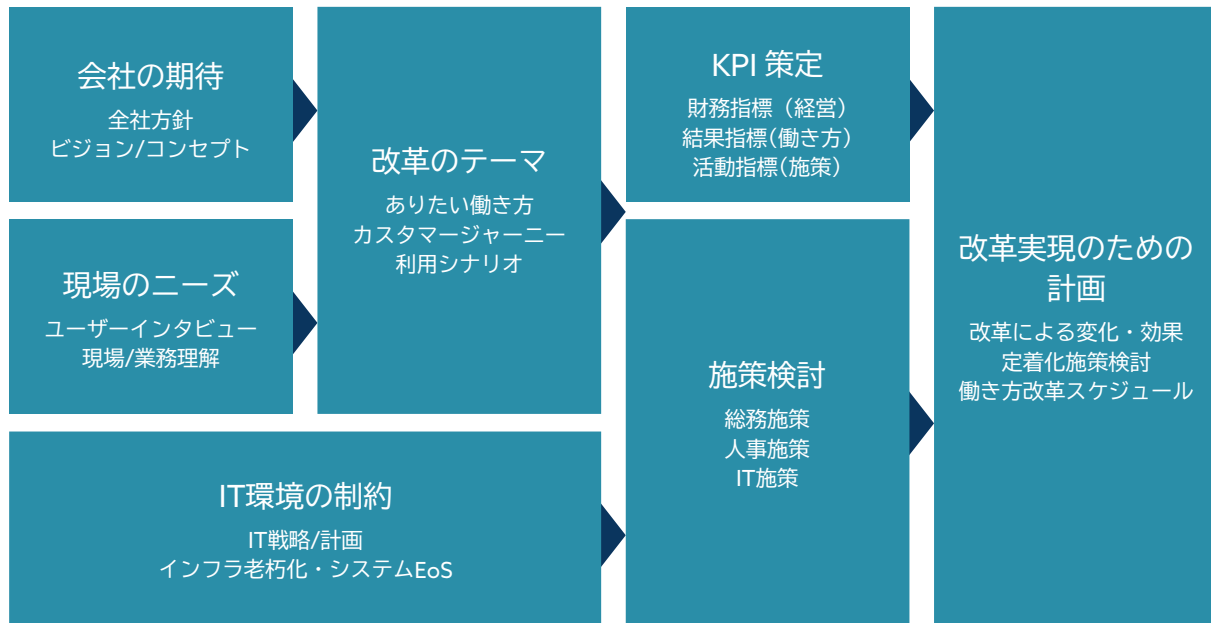 会社の期待
全社方針
ビジョン/コンセプト
現場のニーズ
ユーザーインタビュー
現場/業務理解
改革のテーマ
ありたい働き方
カスタマージャーニー
利用シナリオ
IT環境の制約
IT戦略/計画
インフラ老朽化・システムEoS
KPI 策定
財務指標（経営）
結果指標(働き方)
活動指標(施策)
施策検討
総務施策
人事施策
IT施策
改革実現のための
計画
改革による変化・効果
定着化施策検討
働き方改革スケジュール